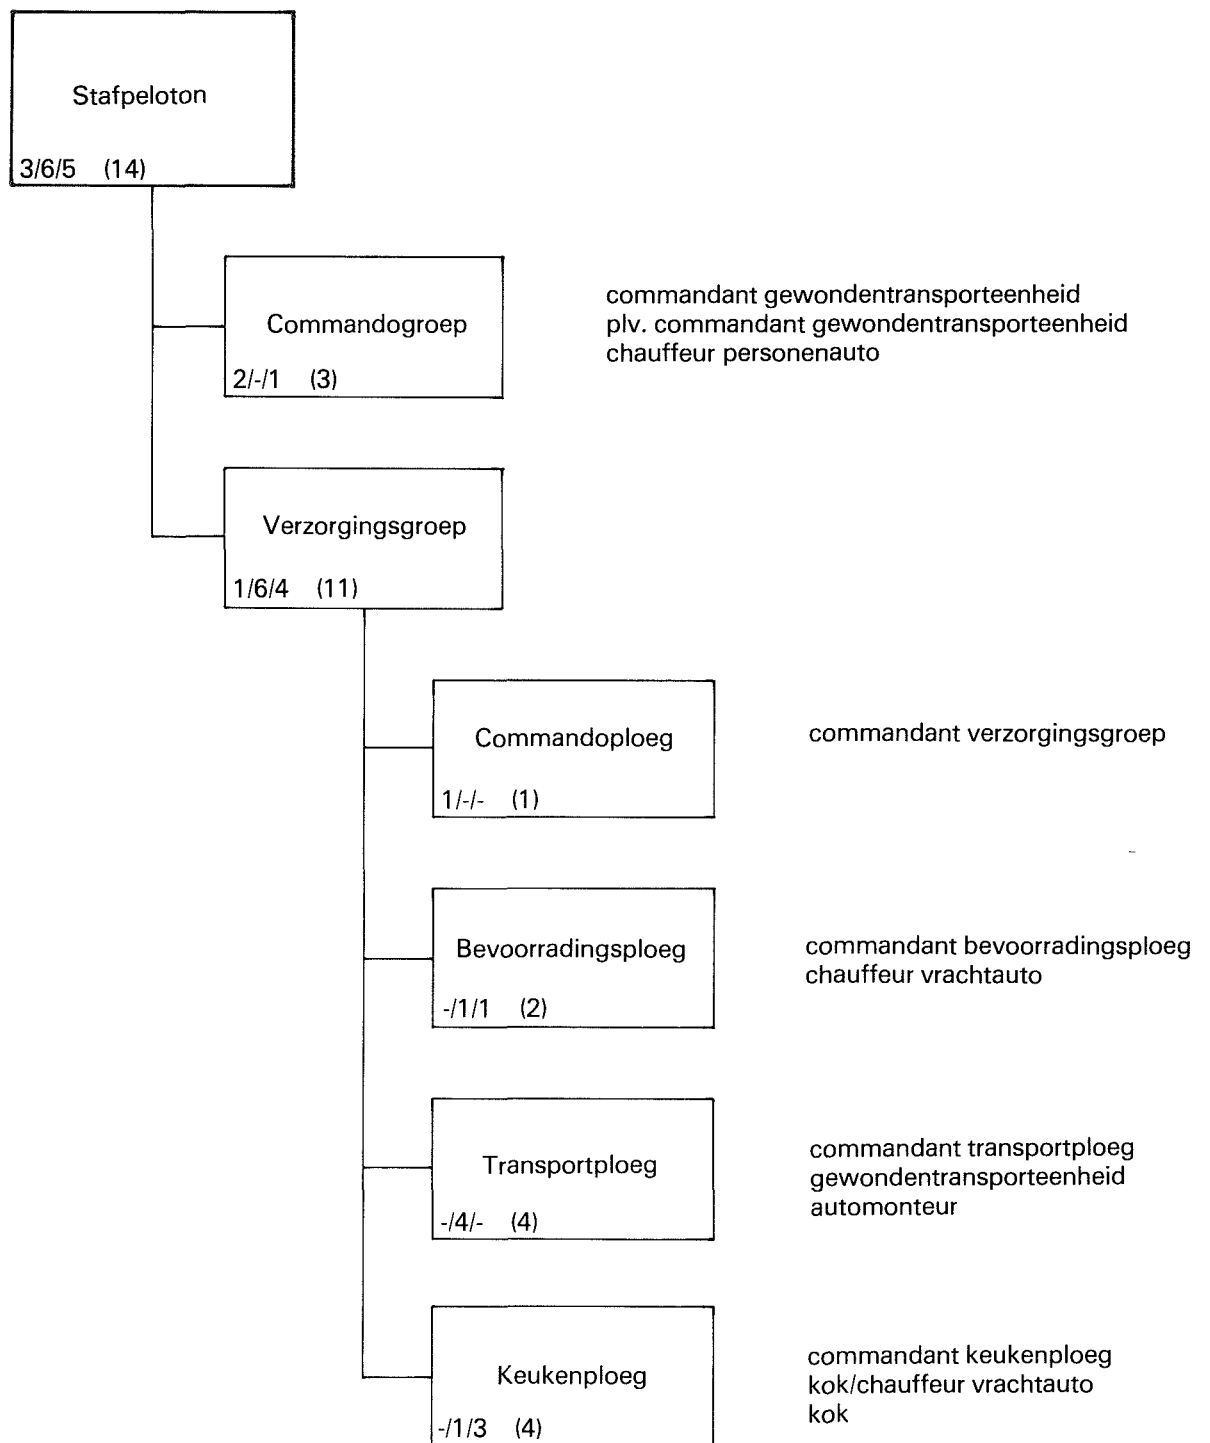 Stafpeloton
3/6/5 (14)
Commandogroep
2/-/1 (3)
commandant gewondentransporteenheid
plv. commandant gewondentransporteenheid
chauffeur personenauto
Verzorgingsgroep
1/6/4 (11)
Commandoploeg
1/-/- (1)
commandant verzorgingsgroep
Bevoorradingsploeg
-/1/1 (2)
commandant bevoorradingsploeg
chauffeur vrachtauto
Transportploeg
-/4/- (4)
commandant transportploeg
gewondentransporteenheid
automonteur
Keukenploeg
-/1/3 (4)
commandant keukenploeg
kok/chauffeur vrachtauto
kok